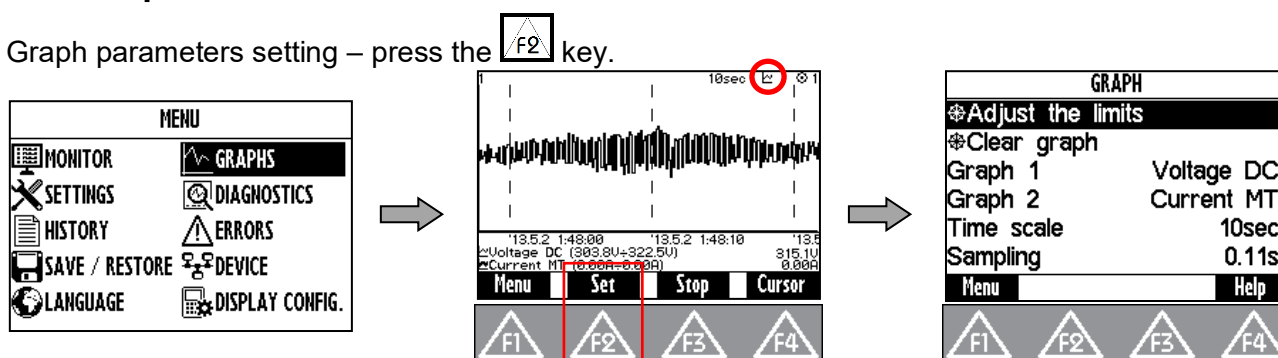 Graph parameters setting – press the F2 key.
MENU
MONITOR GRAPHS
SETTINGS DIAGNOSTICS
HISTORY ERRORS
SAVE / RESTORE DEVICE
LANGUAGE DISPLAY CONFIG.
1 10sec 1
'13.5.2 1:48:00 '13.5.2 1:48:10 '13.5
Voltage DC (303.8V÷322.5V) 315.1V
Current MT (0.00A÷0.00A) 0.00A
Menu Set Stop Cursor
F1 F2 F3 F4
GRAPH
Adjust the limits
Clear graph
Graph 1 Voltage DC
Graph 2 Current MT
Time scale 10sec
Sampling 0.11s
Menu Help
F1 F2 F3 F4